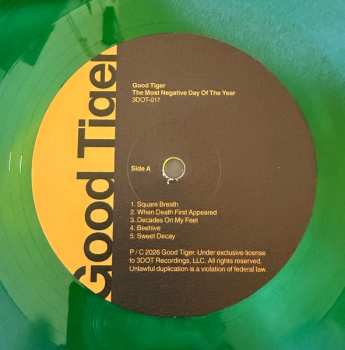 Good Tiger
Good Tiger
The Most Negative Day Of The Year
3DOT-017
Side A
1. Square Breath
2. When Death First Appeared
3. Decades On My Feet
4. Beehive
5. Sweet Decay
P / C 2026 Good Tiger. Under exclusive license
to 3DOT Recordings, LLC. All rights reserved.
Unlawful duplication is a violation of federal law.